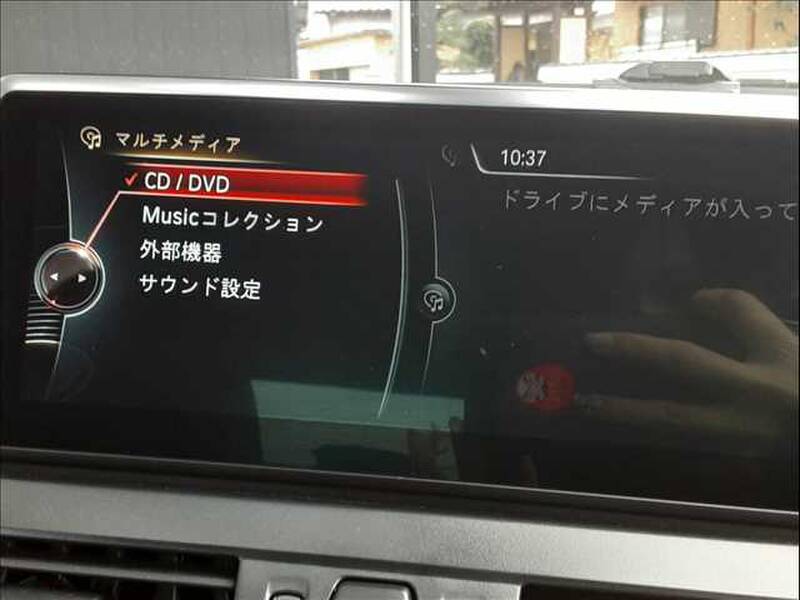 マルチメディア
CD / DVD
Musicコレクション
外部機器
サウンド設定
10:37
ドライブにメディアが入って